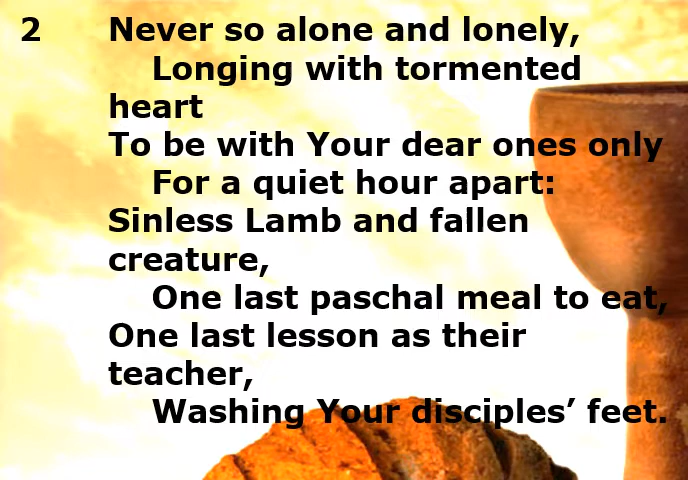 2 Never so alone and lonely,
Longing with tormented
heart
To be with Your dear ones only
For a quiet hour apart:
Sinless Lamb and fallen
creature,
One last paschal meal to eat,
One last lesson as their
teacher,
Washing Your disciples’ feet.